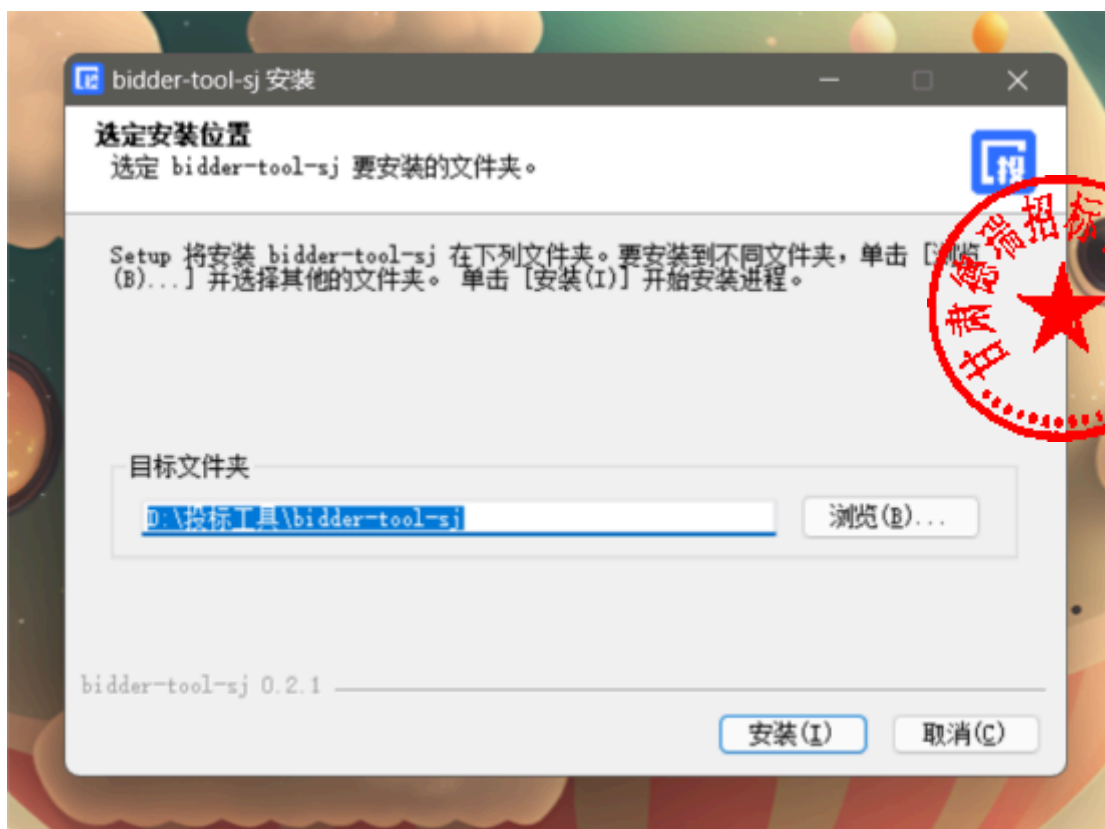 bidder-tool-sj 安装
选定安装位置
选定 bidder-tool-sj 要安装的文件夹。
投
Setup 将安装 bidder-tool-sj 在下列文件夹。要安装到不同文件夹，单击 [浏览
(B)...] 并选择其他的文件夹。 单击 [安装(I)] 开始安装进程。
甘肃德瑞招标
目标文件夹
D:\投标工具\bidder-tool-sj
浏览(B)...
bidder-tool-sj 0.2.1
安装(I)
取消(C)